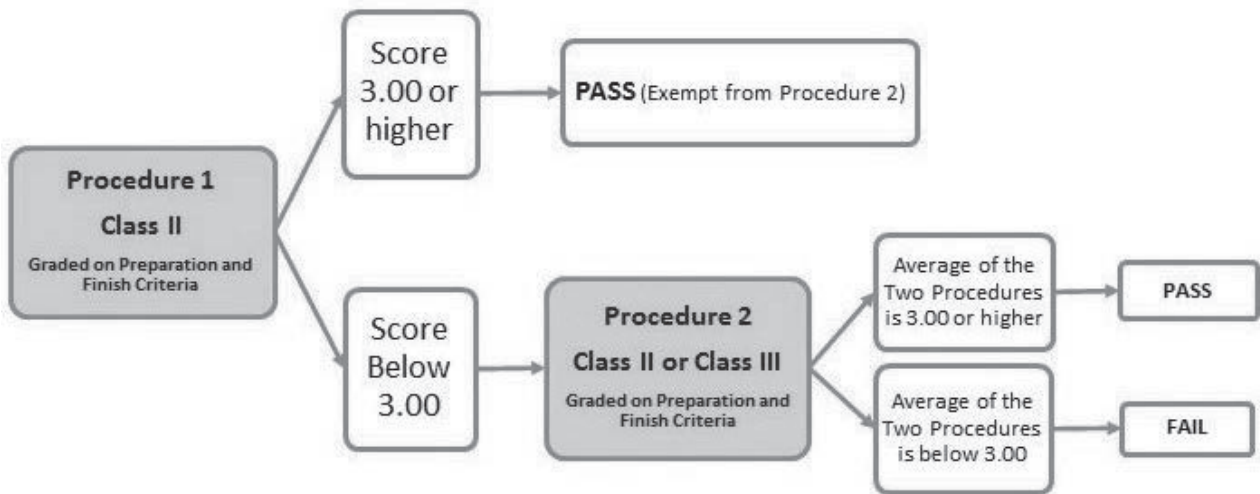 Procedure 1
Class II
Graded on Preparation and
Finish Criteria
Score
3.00 or
higher
PASS (Exempt from Procedure 2)
Score
Below
3.00
Procedure 2
Class II or Class III
Graded on Preparation and
Finish Criteria
Average of the
Two Procedures
is 3.00 or higher
PASS
Average of the
Two Procedures
is below 3.00
FAIL